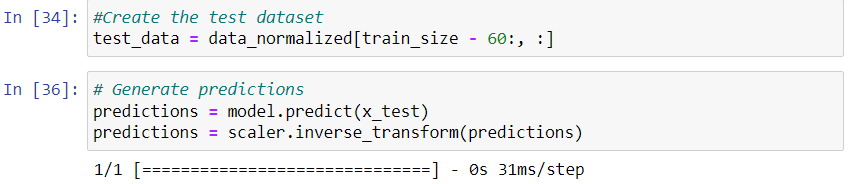 In [34]: #Create the test dataset
test_data = data_normalized[train_size - 60:, :]
In [36]: # Generate predictions
predictions = model.predict(x_test)
predictions = scaler.inverse_transform(predictions)
1/1 [==============================] - 0s 31ms/step